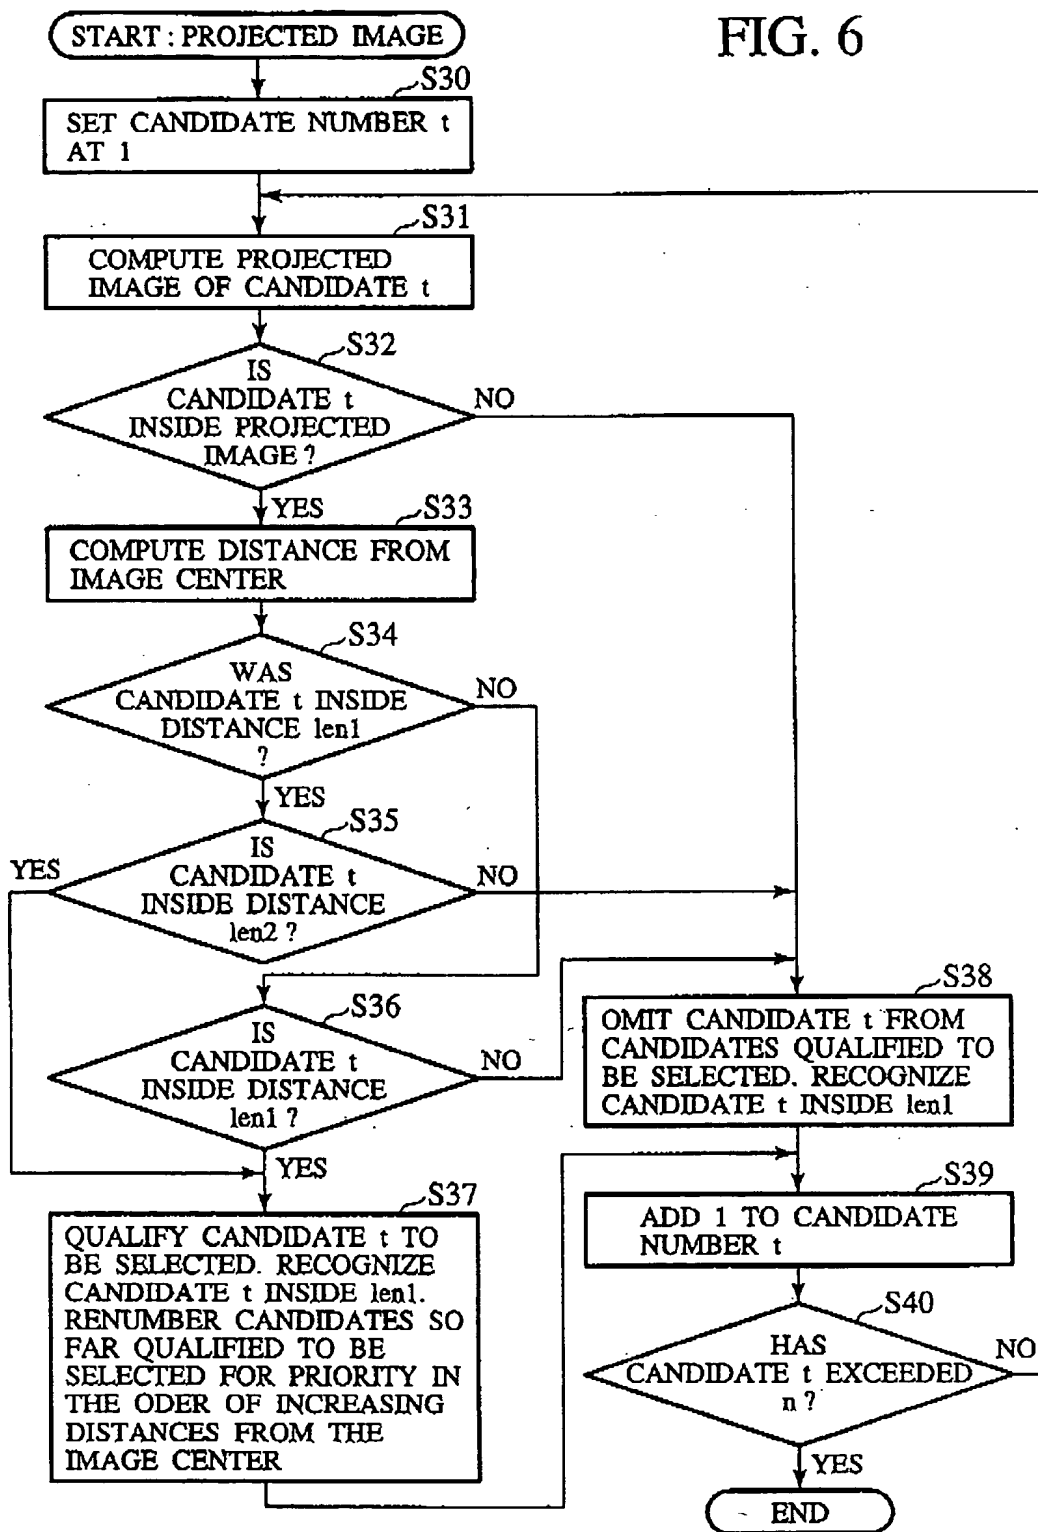 START : PROJECTED IMAGE
FIG. 6
S30
SET CANDIDATE NUMBER t
AT 1
S31
COMPUTE PROJECTED
IMAGE OF CANDIDATE t
S32
IS
CANDIDATE t
INSIDE PROJECTED
IMAGE ?
NO
YES
S33
COMPUTE DISTANCE FROM
IMAGE CENTER
S34
WAS
CANDIDATE t INSIDE
DISTANCE len1
?
NO
YES
S35
IS
CANDIDATE t
INSIDE DISTANCE
len2 ?
YES
NO
S36
IS
CANDIDATE t
INSIDE DISTANCE
len1 ?
NO
YES
S37
QUALIFY CANDIDATE t TO
BE SELECTED. RECOGNIZE
CANDIDATE t INSIDE len1.
RENUMBER CANDIDATES SO
FAR QUALIFIED TO BE
SELECTED FOR PRIORITY IN
THE ODER OF INCREASING
DISTANCES FROM THE
IMAGE CENTER
S38
OMIT CANDIDATE t FROM
CANDIDATES QUALIFIED TO
BE SELECTED. RECOGNIZE
CANDIDATE t INSIDE len1
S39
ADD 1 TO CANDIDATE
NUMBER t
S40
HAS
CANDIDATE t EXCEEDED
n ?
NO
YES
END